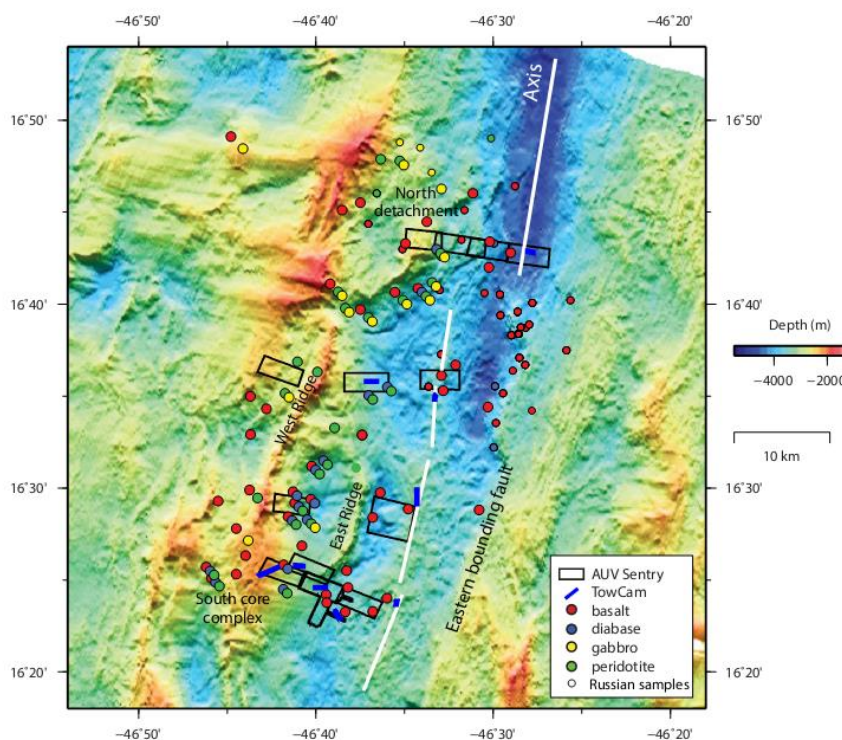 −46˚50' −46˚40' −46˚30' −46˚20'
16˚50' 16˚50'
Axis
North
detachment
16˚40' 16˚40'
Depth (m)
−4000 −2000
West Ridge
10 km
16˚30' 16˚30'
East Ridge
Eastern bounding fault
South core
complex
AUV Sentry
TowCam
basalt
diabase
gabbro
peridotite
Russian samples
16˚20' 16˚20'
−46˚50' −46˚40' −46˚30' −46˚20'